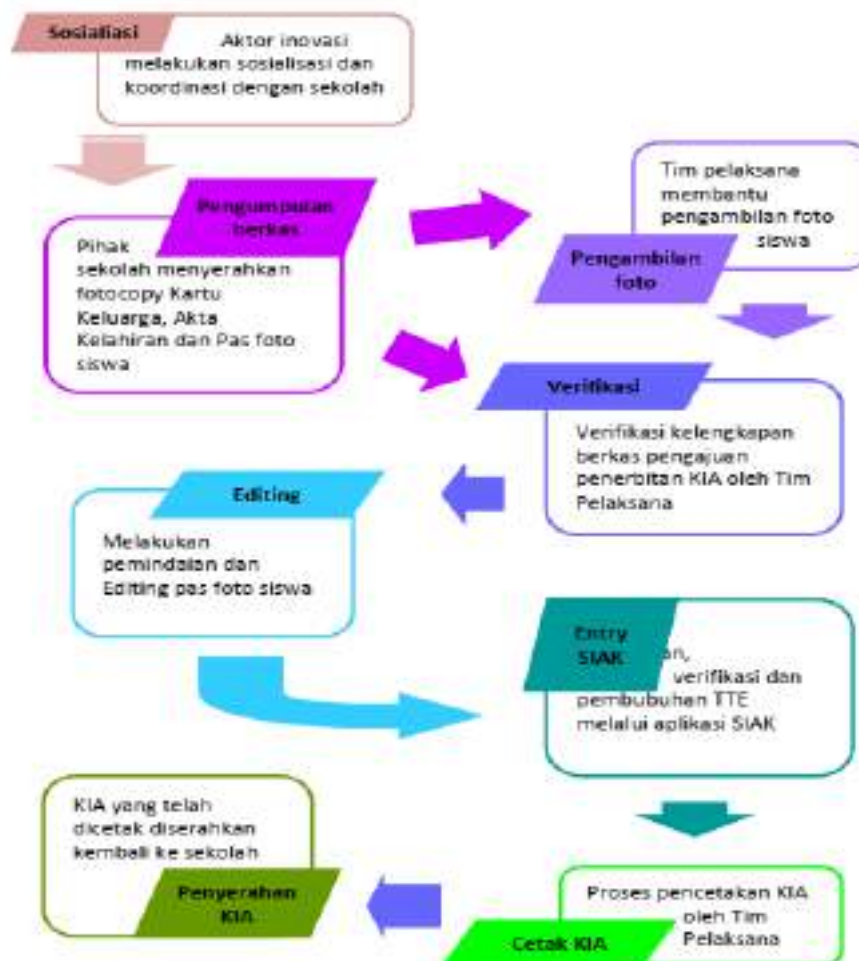 Sosialiasi
Aktor inovasi
melakukan sosialisasi dan
koordinasi dengan sekolah
Pengumpulan
berkas
Pihak
sekolah menyerahkan
fotocopy Kartu
Keluarga, Akta
Kelahiran dan Pas foto
siswa
Tim pelaksana
membantu
pengambilan foto
siswa
Pengambilan
foto
Verifikasi
Verifikasi kelengkapan
berkas pengajuan
penerbitan KIA oleh Tim
Pelaksana
Editing
Melakukan
pemindaian dan
Editing pas foto siswa
Entry
SIAK
verifikasi dan
pembubuhan TTE
melalui aplikasi SIAK
KIA yang telah
dicetak diserahkan
kembali ke sekolah
Penyerahan
KIA
Proses pencetakan KIA
oleh Tim
Pelaksana
Cetak KIA